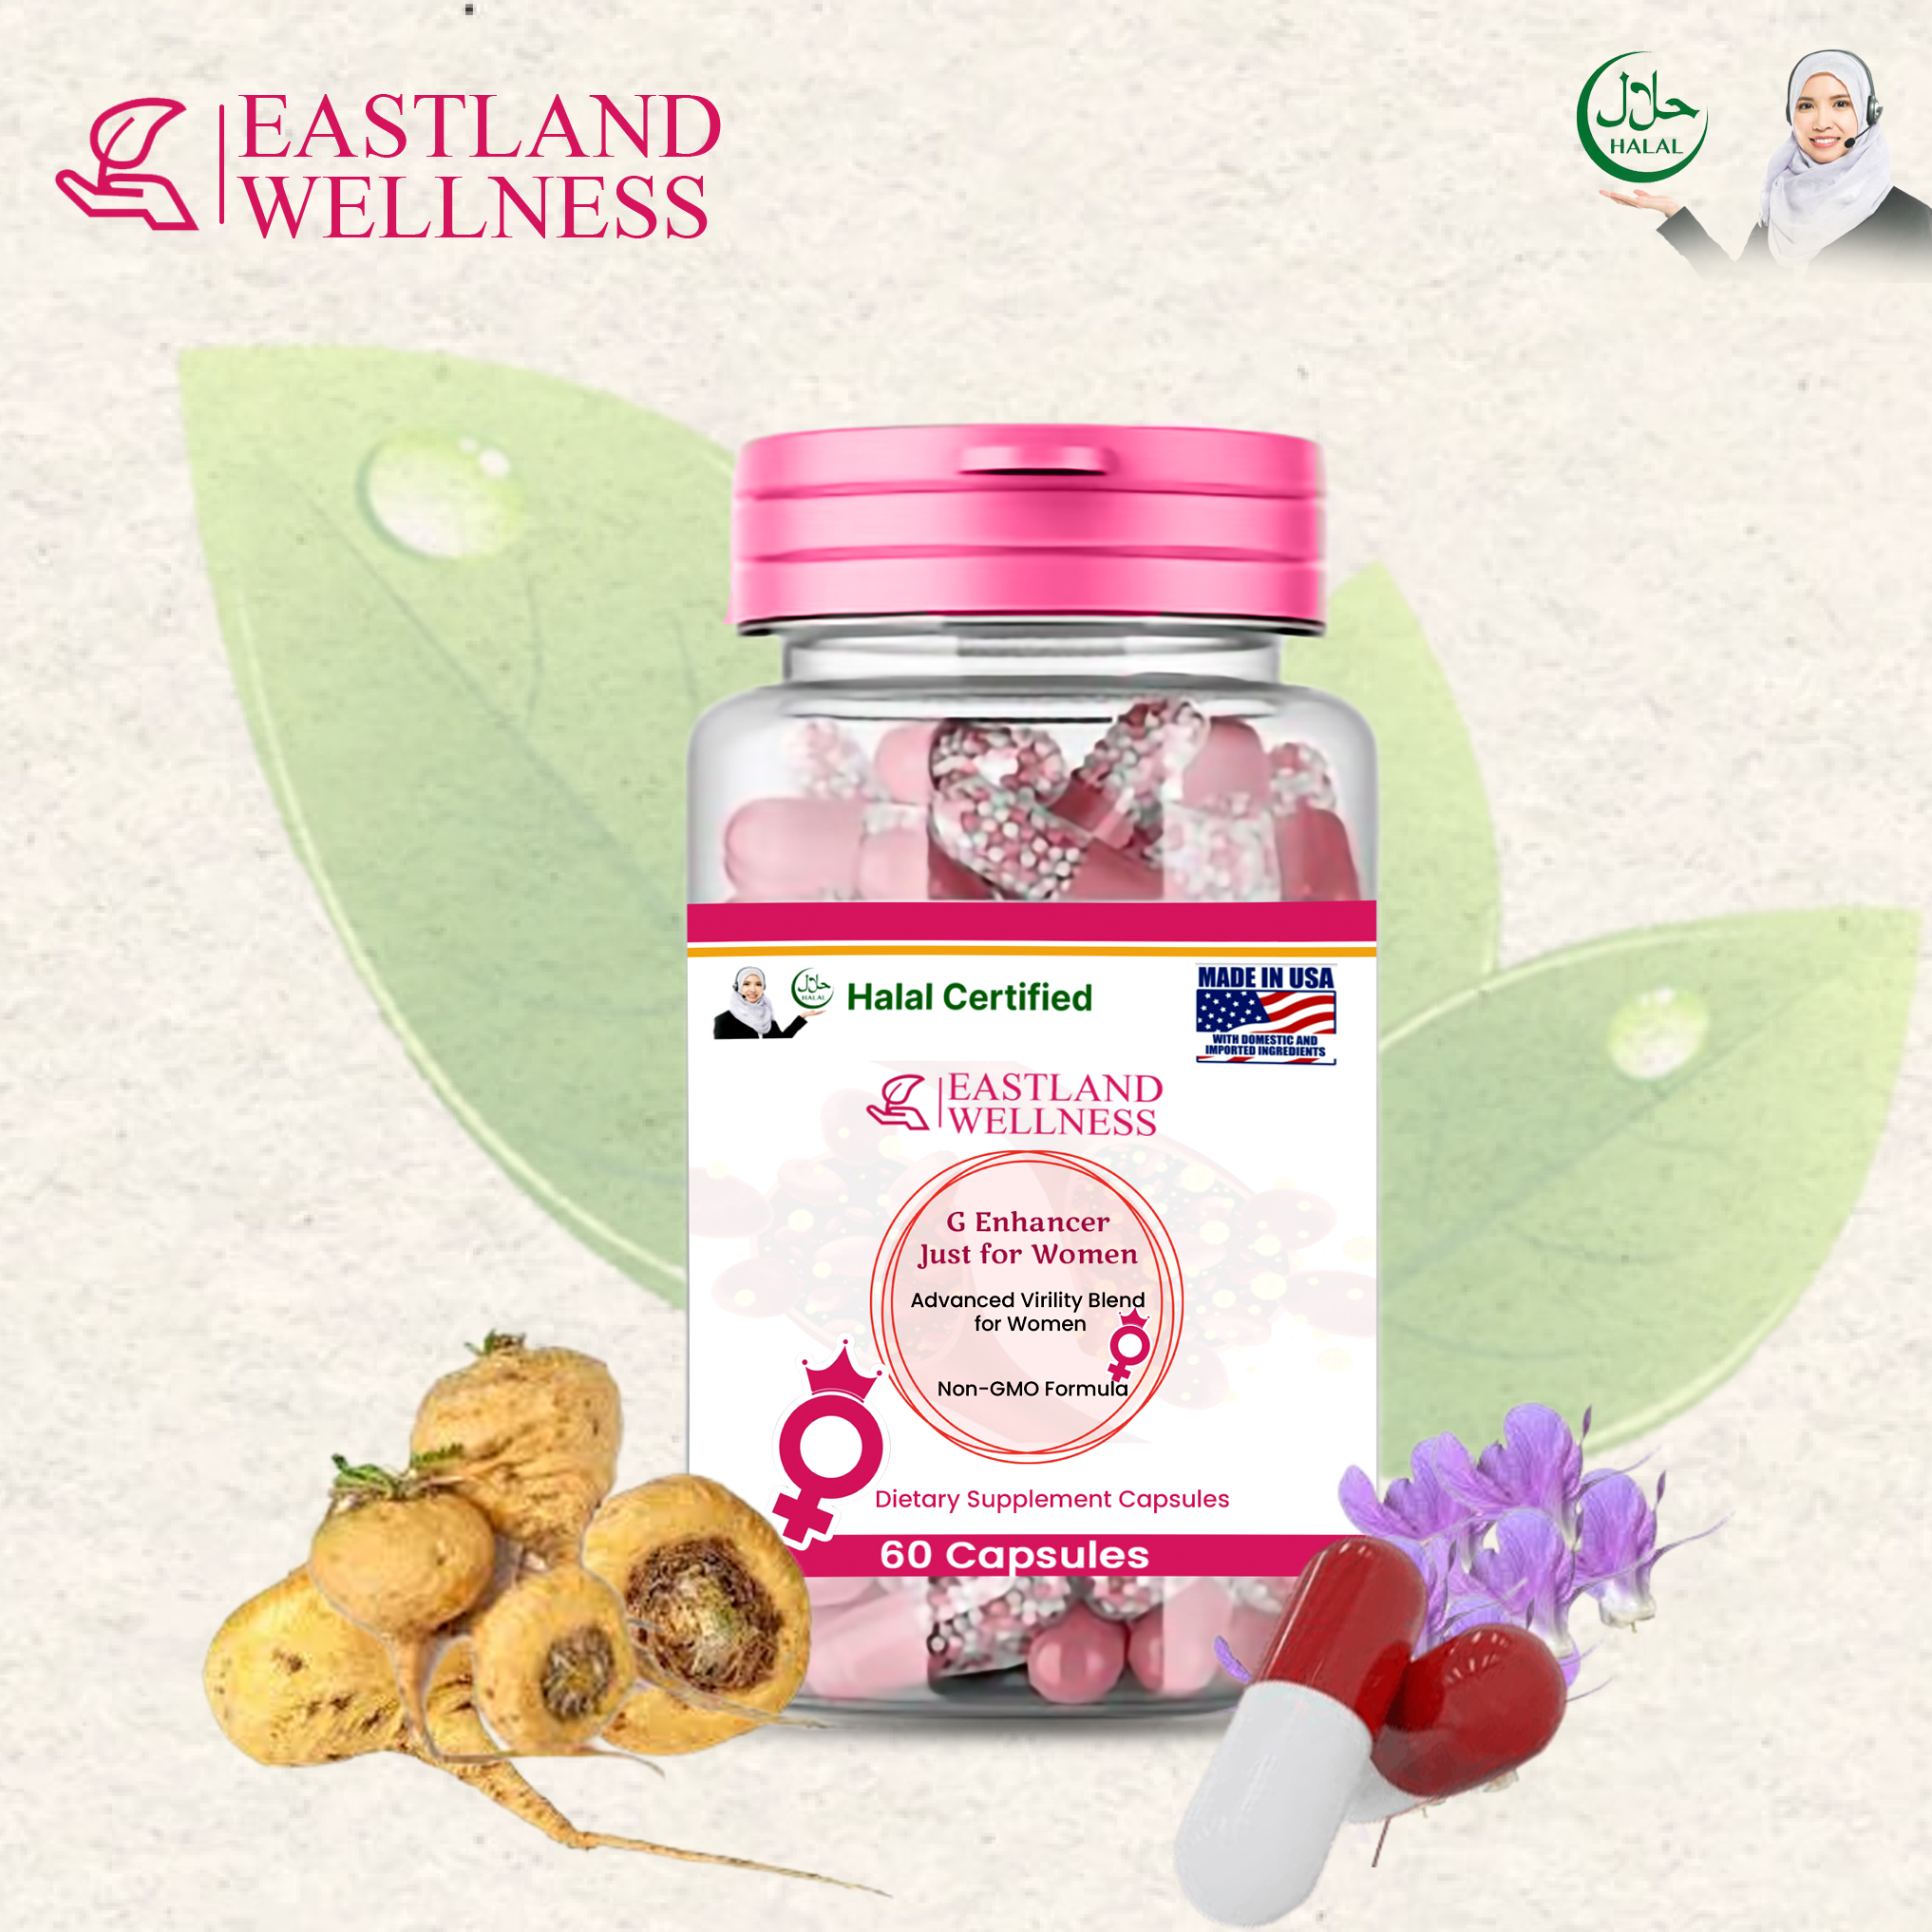 EASTLAND
WELLNESS
حلال
HALAL
حلال
HALAL
Halal Certified
MADE IN USA
WITH DOMESTIC AND
IMPORTED INGREDIENTS
EASTLAND
WELLNESS
G Enhancer
Just for Women
Advanced Virility Blend
for Women
Non-GMO Formula
Dietary Supplement Capsules
60 Capsules